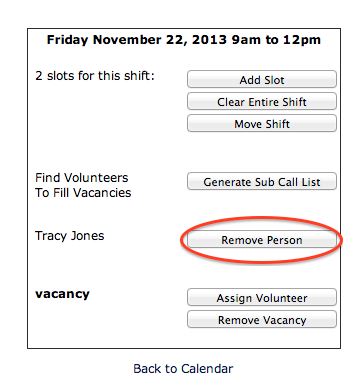 Friday November 22, 2013 9am to 12pm
2 slots for this shift:
Add Slot
Clear Entire Shift
Move Shift
Find Volunteers
To Fill Vacancies
Generate Sub Call List
Tracy Jones
Remove Person
vacancy
Assign Volunteer
Remove Vacancy
Back to Calendar